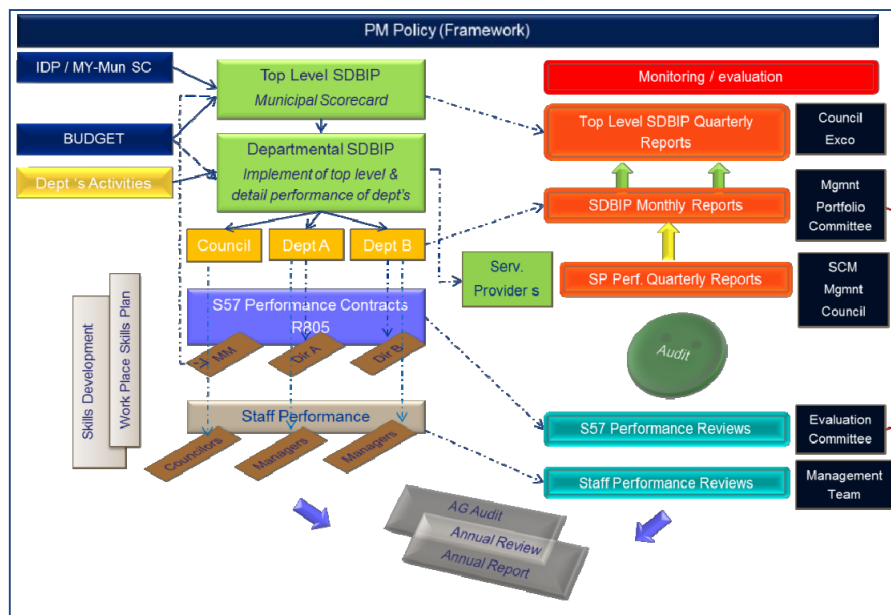 PM Policy (Framework)
IDP / MY-Mun SC
BUDGET
Dept 's Activities
Top Level SDBIP
Municipal Scorecard
Departmental SDBIP
Implement of top level &
detail performance of dept's
Council
Dept A
Dept B
Serv.
Provider s
S57 Performance Contracts
R805
MM
Dir A
Dir B
Skills Development
Work Place Skills Plan
Staff Performance
Councilors
Managers
Managers
Monitoring / evaluation
Top Level SDBIP Quarterly
Reports
Council
Exco
SDBIP Monthly Reports
Mgmnt
Portfolio
Committee
SP Perf. Quarterly Reports
SCM
Mgmnt
Council
Audit
S57 Performance Reviews
Evaluation
Committee
Staff Performance Reviews
Management
Team
AG Audit
Annual Review
Annual Report